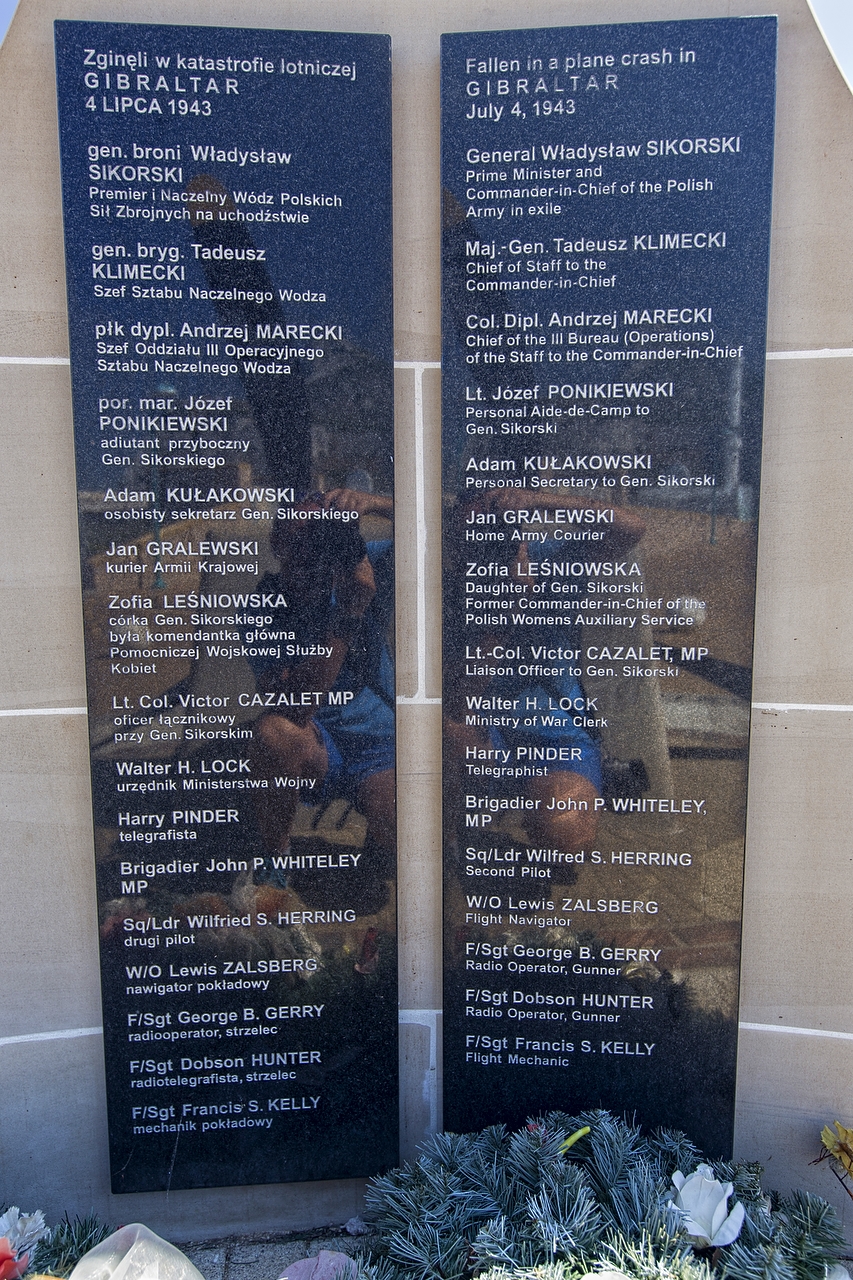 Zginęli w katastrofie lotniczej
GIBRALTAR
4 LIPCA 1943
gen. broni Władysław
SIKORSKI
Premier i Naczelny Wódz Polskich
Sił Zbrojnych na uchodźstwie
gen. bryg. Tadeusz
KLIMECKI
Szef Sztabu Naczelnego Wodza
płk dypl. Andrzej MARECKI
Szef Oddziału III Operacyjnego
Sztabu Naczelnego Wodza
por. mar. Józef
PONIKIEWSKI
adiutant przyboczny
Gen. Sikorskiego
Adam KUŁAKOWSKI
osobisty sekretarz Gen. Sikorskiego
Jan GRALEWSKI
kurier Armii Krajowej
Zofia LEŚNIOWSKA
córka Gen. Sikorskiego
była komendantka główna
Pomocniczej Wojskowej Służby
Kobiet
Lt. Col. Victor CAZALET MP
oficer łącznikowy
przy Gen. Sikorskim
Walter H. LOCK
urzędnik Ministerstwa Wojny
Harry PINDER
telegrafista
Brigadier John P. WHITELEY
MP
Sq/Ldr Wilfried S. HERRING
drugi pilot
W/O Lewis ZALSBERG
nawigator pokładowy
F/Sgt George B. GERRY
radiooperator, strzelec
F/Sgt Dobson HUNTER
radiotelegrafista, strzelec
F/Sgt Francis S. KELLY
mechanik pokładowy
Fallen in a plane crash in
GIBRALTAR
July 4, 1943
General Władysław SIKORSKI
Prime Minister and
Commander-in-Chief of the Polish
Army in exile
Maj.-Gen. Tadeusz KLIMECKI
Chief of Staff to the
Commander-in-Chief
Col. Dipl. Andrzej MARECKI
Chief of the III Bureau (Operations)
of the Staff to the Commander-in-Chief
Lt. Józef PONIKIEWSKI
Personal Aide-de-Camp to
Gen. Sikorski
Adam KUŁAKOWSKI
Personal Secretary to Gen. Sikorski
Jan GRALEWSKI
Home Army Courier
Zofia LEŚNIOWSKA
Daughter of Gen. Sikorski
Former Commander-in-Chief of the
Polish Womens Auxiliary Service
Lt.-Col. Victor CAZALET, MP
Liaison Officer to Gen. Sikorski
Walter H. LOCK
Ministry of War Clerk
Harry PINDER
Telegraphist
Brigadier John P. WHITELEY,
MP
Sq/Ldr Wilfred S. HERRING
Second Pilot
W/O Lewis ZALSBERG
Flight Navigator
F/Sgt George B. GERRY
Radio Operator, Gunner
F/Sgt Dobson HUNTER
Radio Operator, Gunner
F/Sgt Francis S. KELLY
Flight Mechanic